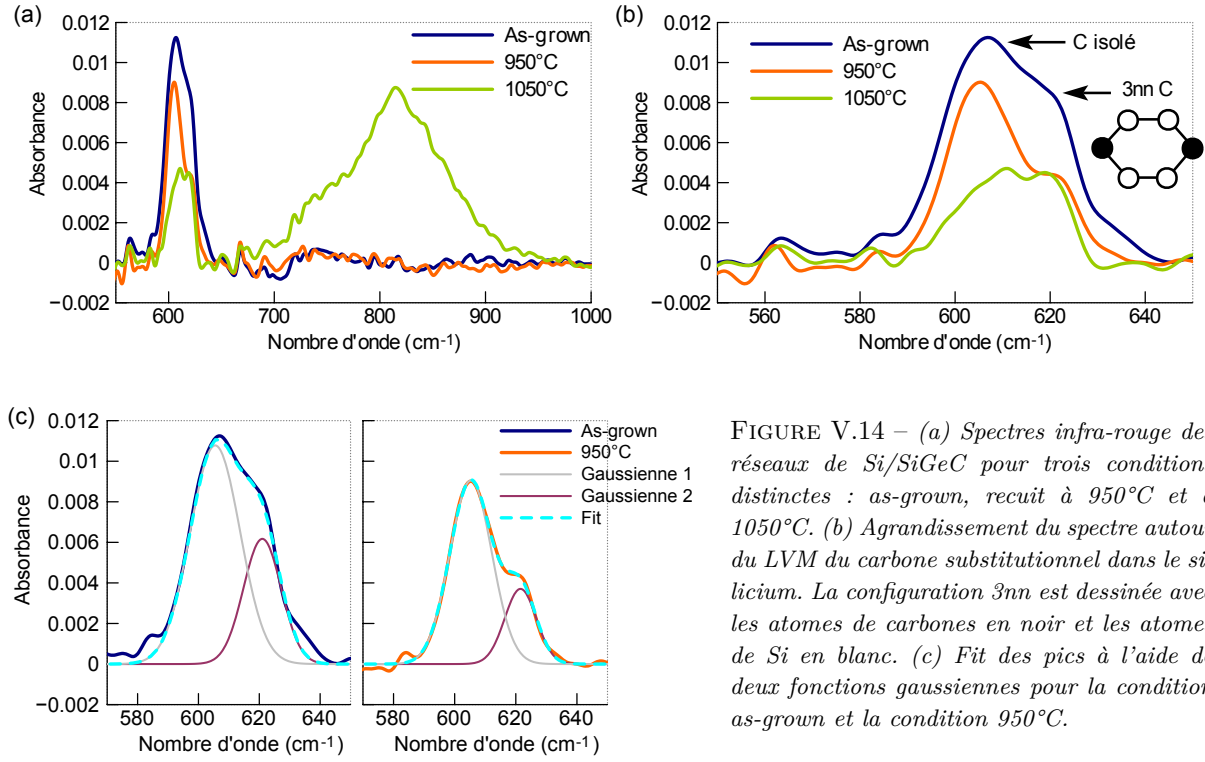 (a)
0.012
0.01
0.008
0.006
0.004
0.002
0
−0.002
Absorbance
As-grown
950°C
1050°C
600
700
800
900
1000
Nombre d'onde (cm-1)
(b)
0.012
0.01
0.008
0.006
0.004
0.002
0
−0.002
Absorbance
As-grown
950°C
1050°C
C isolé
3nn C
560
580
600
620
640
Nombre d'onde (cm-1)
(c)
0.012
0.01
0.008
0.006
0.004
0.002
0
−0.002
Absorbance
As-grown
950°C
Gaussienne 1
Gaussienne 2
Fit
580
600
620
640
Nombre d'onde (cm-1)
580
600
620
640
Nombre d'onde (cm-1)
FIGURE V.14 – (a) Spectres infra-rouge de
réseaux de Si/SiGeC pour trois condition
distinctes : as-grown, recuit à 950°C et
1050°C. (b) Agrandissement du spectre autou
du LVM du carbone substitutionnel dans le si
licium. La configuration 3nn est dessinée ave
les atomes de carbones en noir et les atome
de Si en blanc. (c) Fit des pics à l'aide d
deux fonctions gaussiennes pour la condition
as-grown et la condition 950°C.